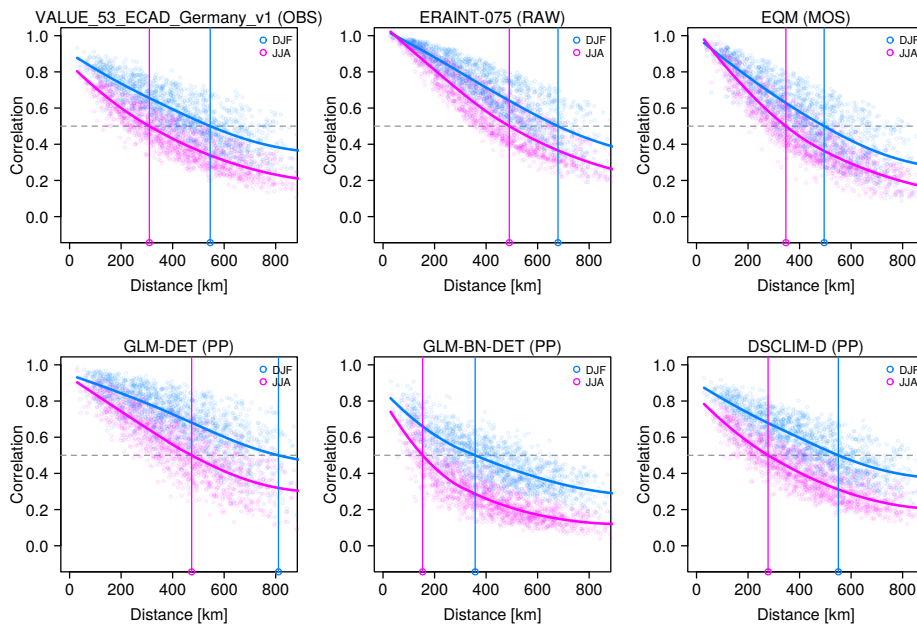 VALUE_53_ECAD_Germany_v1 (OBS)
Correlation
1.0
0.8
0.6
0.4
0.2
0.0
DJF
JJA
0 200 400 600 800
Distance [km]
ERAINT-075 (RAW)
Correlation
1.0
0.8
0.6
0.4
0.2
0.0
DJF
JJA
0 200 400 600 800
Distance [km]
EQM (MOS)
Correlation
1.0
0.8
0.6
0.4
0.2
0.0
DJF
JJA
0 200 400 600 800
Distance [km]
GLM-DET (PP)
Correlation
1.0
0.8
0.6
0.4
0.2
0.0
DJF
JJA
0 200 400 600 800
Distance [km]
GLM-BN-DET (PP)
Correlation
1.0
0.8
0.6
0.4
0.2
0.0
DJF
JJA
0 200 400 600 800
Distance [km]
DSCLIM-D (PP)
Correlation
1.0
0.8
0.6
0.4
0.2
0.0
DJF
JJA
0 200 400 600 800
Distance [km]